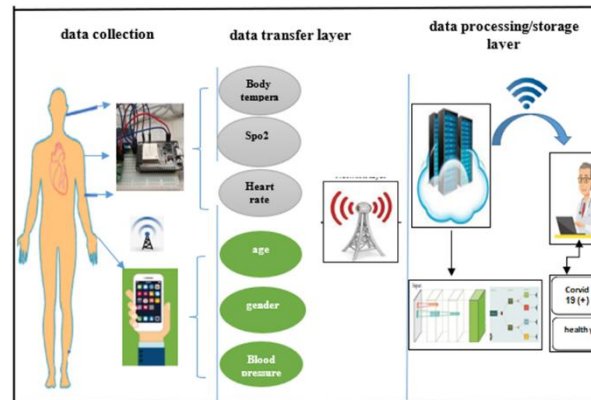 data collection
data transfer layer
data processing/storage
layer
Body
tempera
Spo2
Heart
rate
age
gender
Blood
pressure
Corvid
19 (+)
healthy